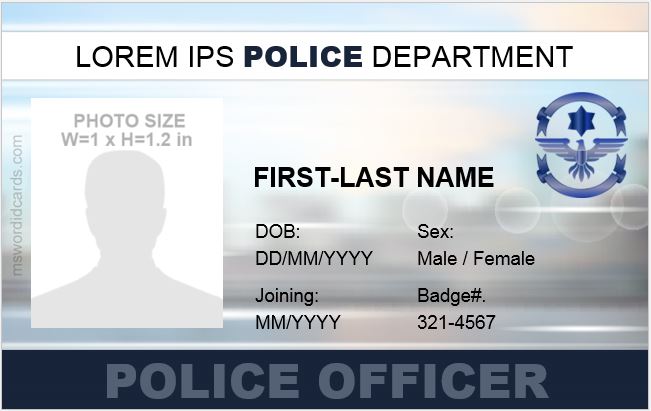 LOREM IPS POLICE DEPARTMENT
PHOTO SIZE
W=1 x H=1.2 in
mswordidcards.com
FIRST-LAST NAME
DOB:
DD/MM/YYYY
Sex:
Male / Female
Joining:
MM/YYYY
Badge#.
321-4567
POLICE OFFICER